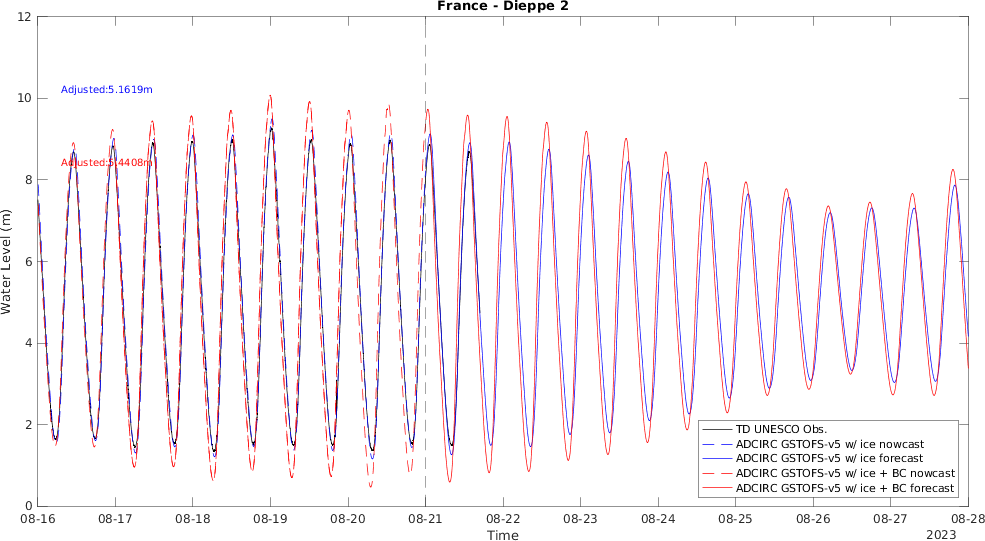 France - Dieppe 2
12
10
8
6
4
2
0
Water Level (m)
Adjusted:5.1619m
Adjusted:5.4408m
TD UNESCO Obs.
ADCIRC GSTOFS-v5 w/ ice nowcast
ADCIRC GSTOFS-v5 w/ ice forecast
ADCIRC GSTOFS-v5 w/ ice + BC nowcast
ADCIRC GSTOFS-v5 w/ ice + BC forecast
08-16 08-17 08-18 08-19 08-20 08-21 08-22 08-23 08-24 08-25 08-26 08-27 08-28
Time
2023